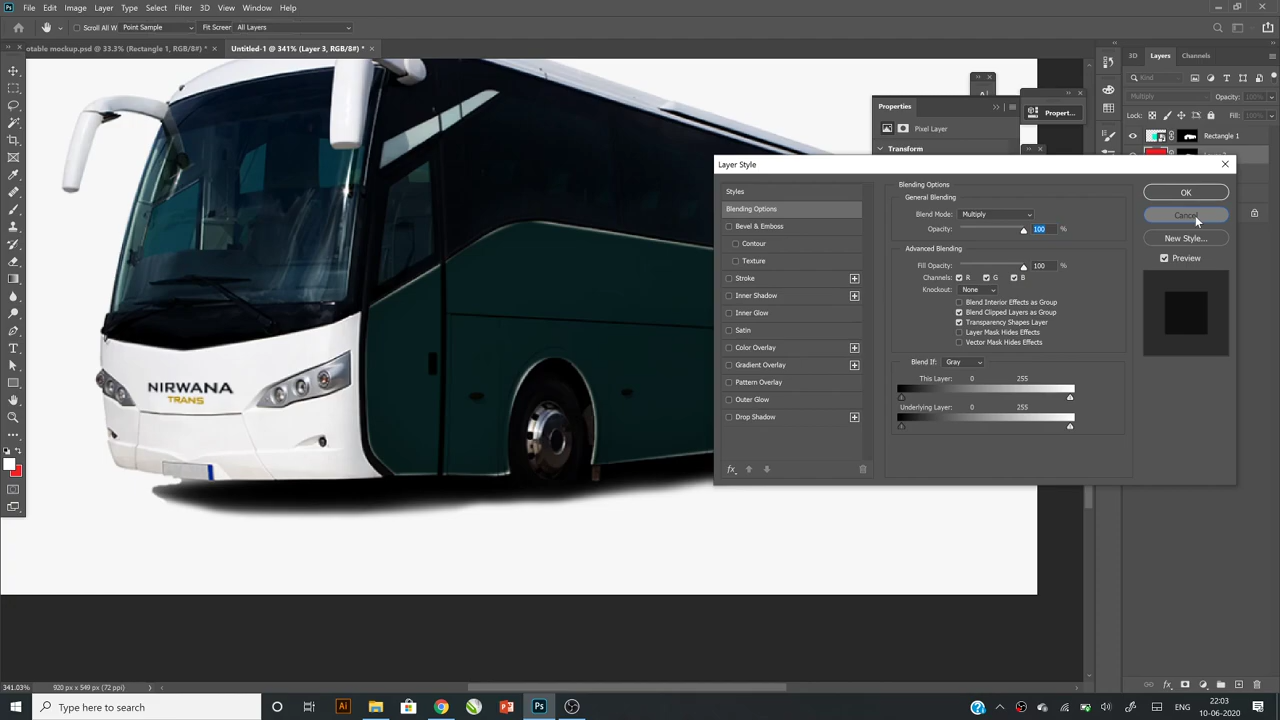 File Edit Image Layer Type Select Filter 3D View Window Help
Scroll All W Point Sample Fit Screen All Layers
otable mockup.psd @ 33.3% (Rectangle 1, RGB/8#) * × Untitled-1 @ 341% (Layer 3, RGB/8#) * ×
3D Layers Channels
Kind
Multiply Opacity: 100%
Lock: Fill: 100%
Rectangle 1
Properties
Propert...
Pixel Layer
Transform
Layer Style
Styles
Blending Options
Bevel & Emboss
Contour
Texture
Stroke
Inner Shadow
Inner Glow
Satin
Color Overlay
Gradient Overlay
Pattern Overlay
Outer Glow
Drop Shadow
fx
Blending Options
General Blending
Blend Mode: Multiply
Opacity: 100 %
Advanced Blending
Fill Opacity: 100 %
Channels: R G B
Knockout: None
Blend Interior Effects as Group
Blend Clipped Layers as Group
Transparency Shapes Layer
Layer Mask Hides Effects
Vector Mask Hides Effects
Blend If: Gray
This Layer: 0 255
Underlying Layer: 0 255
OK
Cancel
New Style...
Preview
NIRWANA
TRANS
341.03% 920 px x 549 px (72 ppi)
Type here to search
22:03
10-06-2020